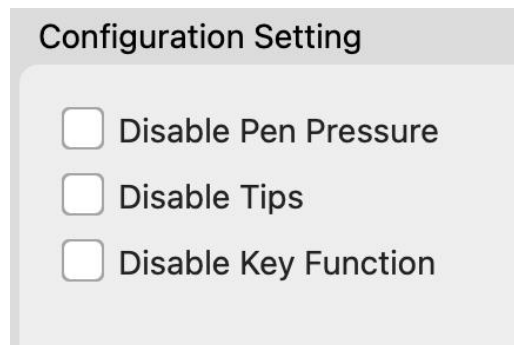 Configuration Setting
Disable Pen Pressure
Disable Tips
Disable Key Function